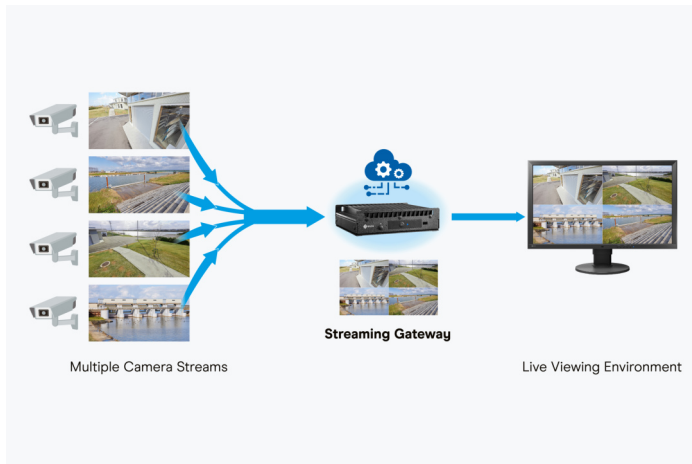 Streaming Gateway
Multiple Camera Streams
Live Viewing Environment